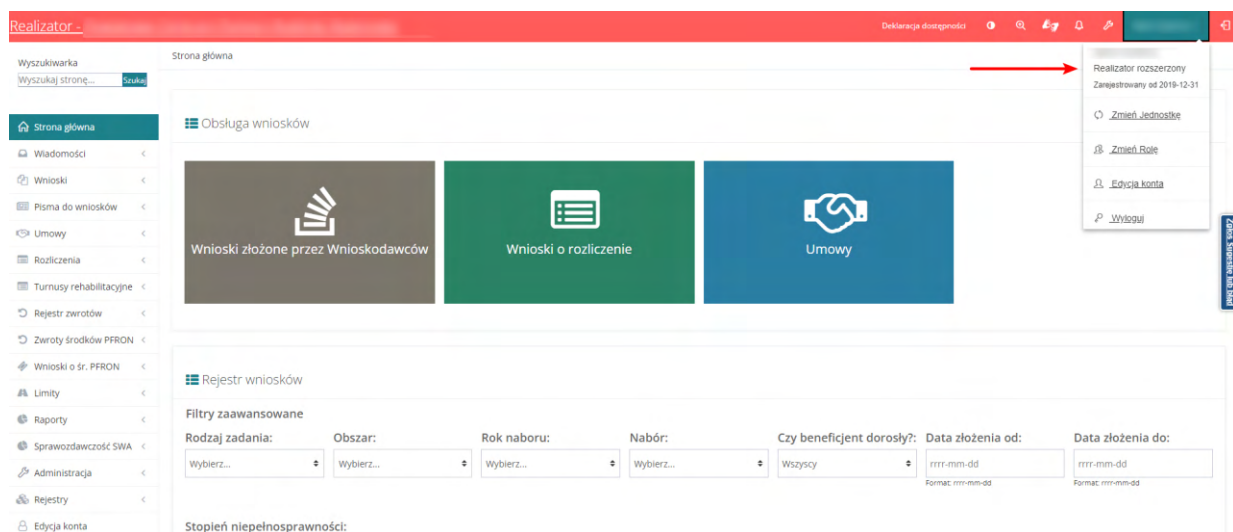 Realizator -
Deklaracja dostępności
Wyszukiwarka
Wyszukaj stronę...
Szukaj
Strona główna
Realizator rozszerzony
Zarejestrowany od 2019-12-31
Zmień Jednostkę
Zmień Rolę
Edycja konta
Wyloguj
Strona główna
Wiadomości
Wnioski
Pisma do wniosków
Umowy
Rozliczenia
Turnusy rehabilitacyjne
Rejestr zwrotów
Zwroty środków PFRON
Wnioski o śr. PFRON
Limity
Raporty
Sprawozdawczość SWA
Administracja
Rejestry
Edycja konta
Obsługa wniosków
Wnioski złożone przez Wnioskodawców
Wnioski o rozliczenie
Umowy
Zgłoś sugestię lub błąd
Rejestr wniosków
Filtry zaawansowane
Rodzaj zadania: Obszar: Rok naboru: Nabór: Czy beneficjent dorosły?: Data złożenia od: Data złożenia do:
Wybierz... Wybierz... Wybierz... Wybierz... Wszyscy rrrr-mm-dd rrrr-mm-dd
Format: rrrr-mm-dd Format: rrrr-mm-dd
Stopień niepełnosprawności: